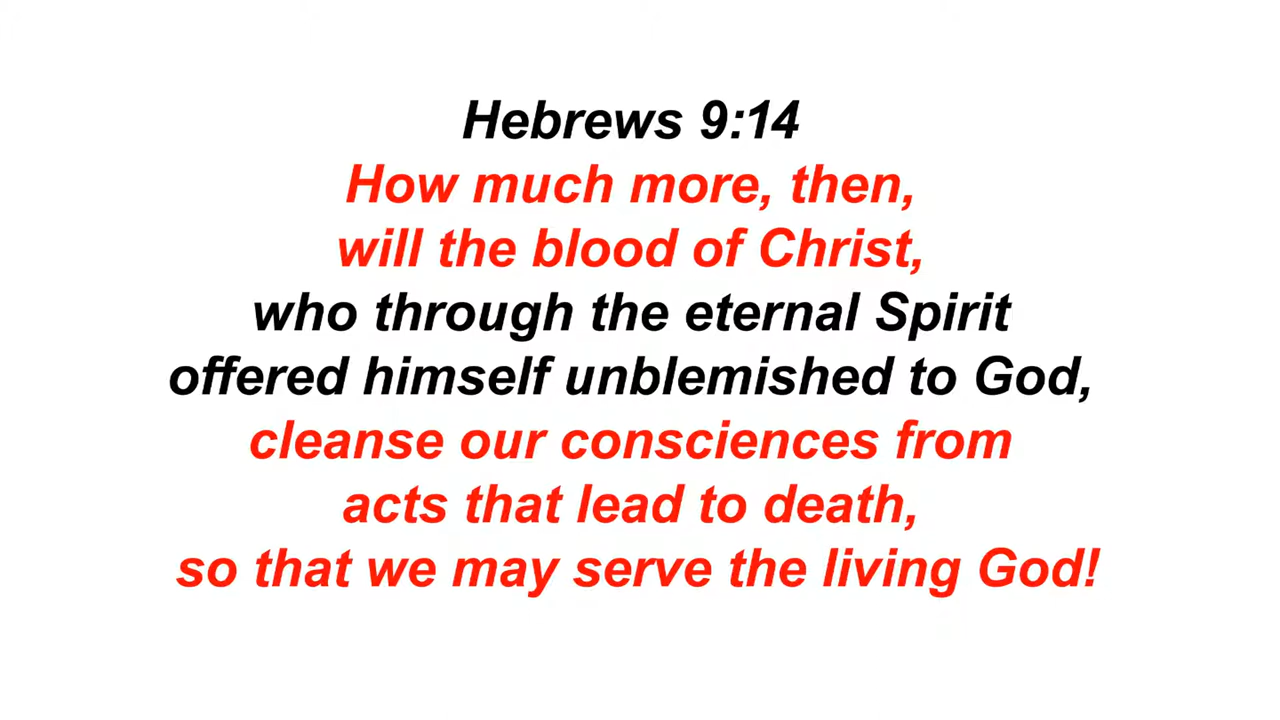 Hebrews 9:14
How much more, then,
will the blood of Christ,
who through the eternal Spirit
offered himself unblemished to God,
cleanse our consciences from
acts that lead to death,
so that we may serve the living God!